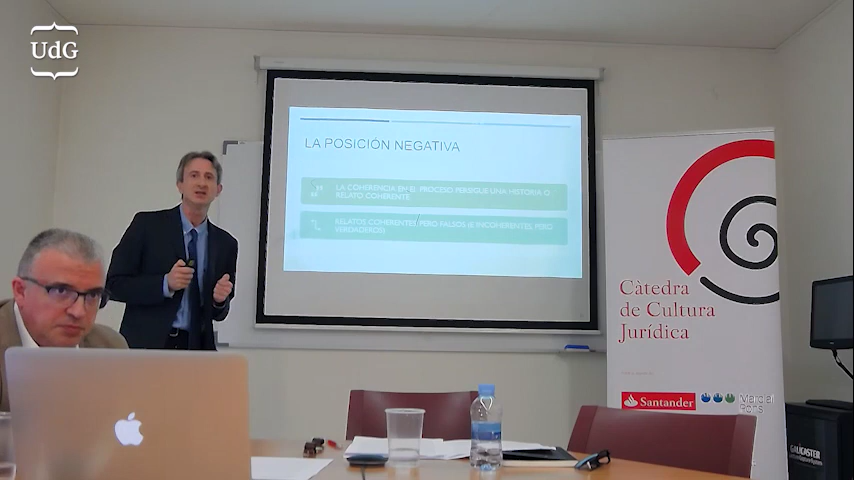 UdG
LA POSICIÓN NEGATIVA
LA COHERENCIA EN EL PROCESO PERSIGUE UNA HISTORIA O
RELATO COHERENTE
RELATOS COHERENTES PERO FALSOS (E INCOHERENTES PERO
VERDADEROS)
Càtedra
de Cultura
Jurídica
Santander
Marcial
Pons
GALICASTER